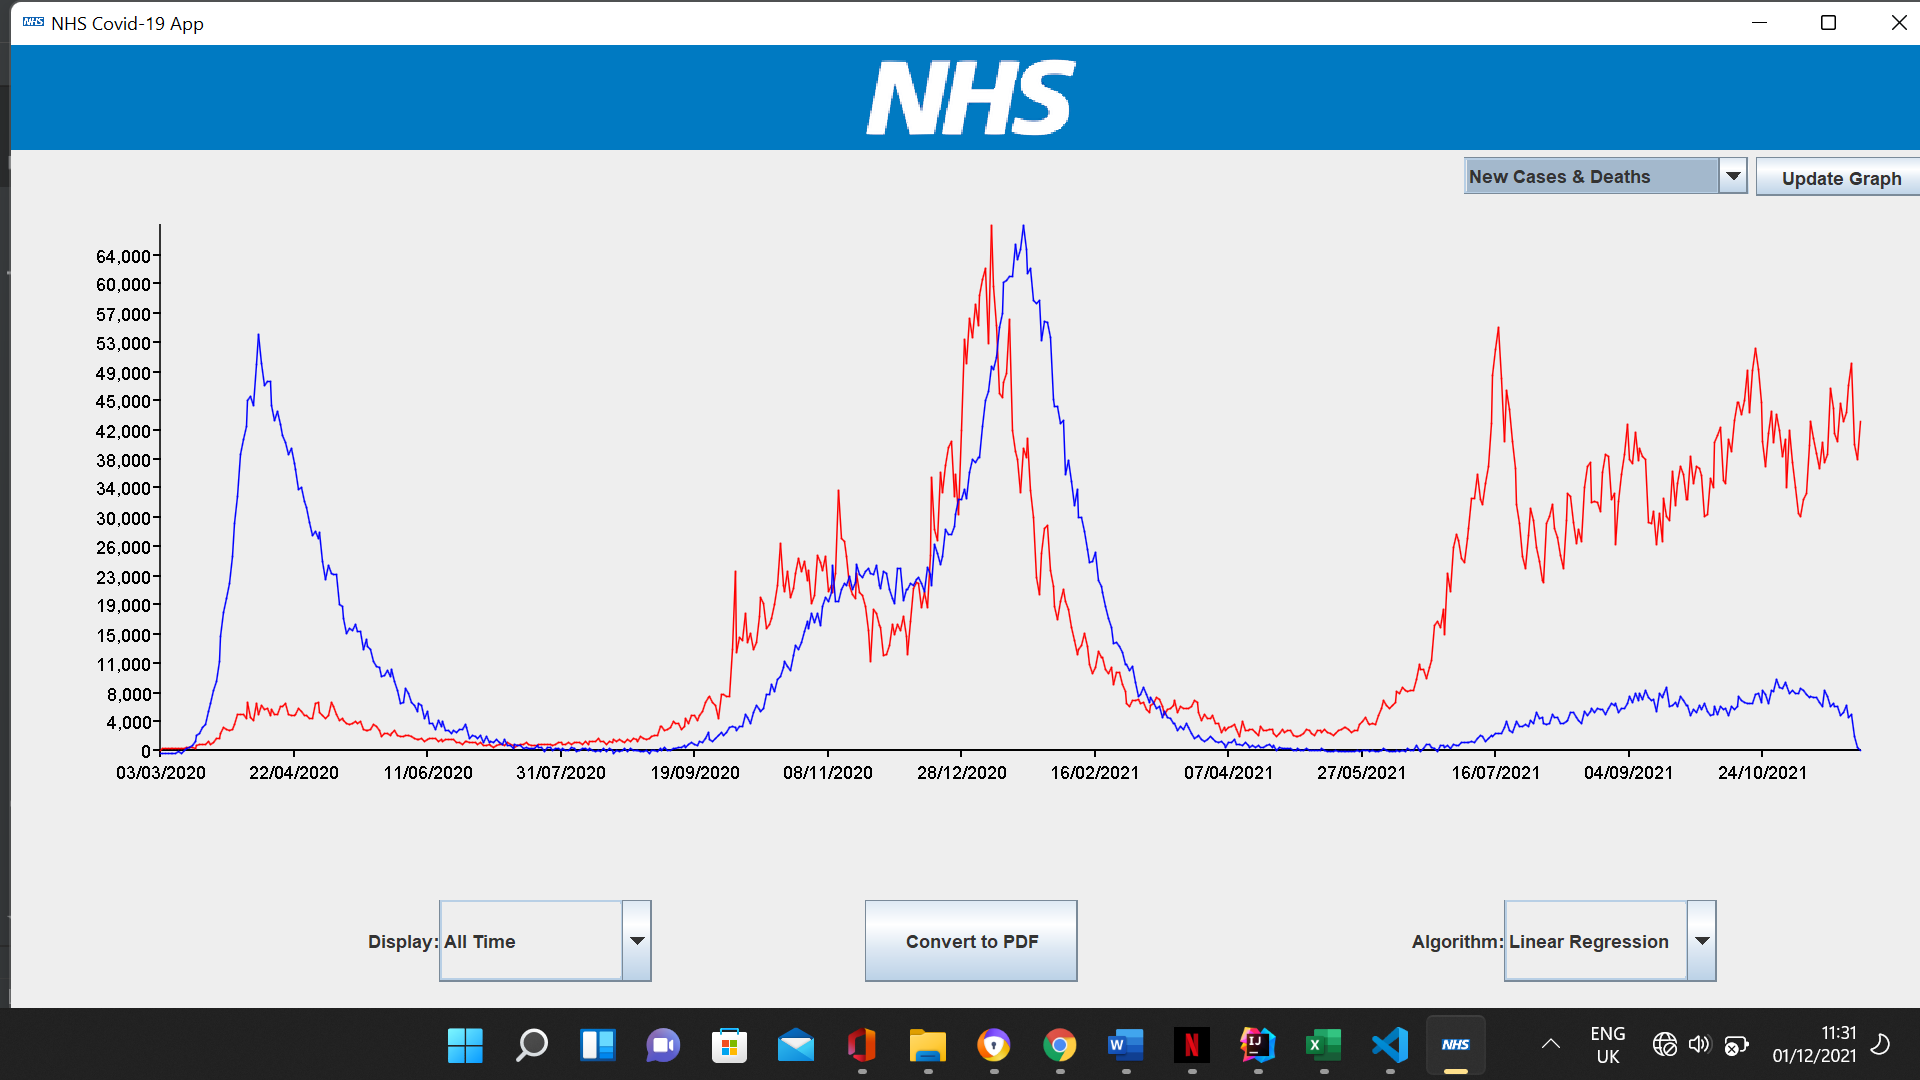 NHS NHS Covid-19 App
NHS
New Cases & Deaths
Update Graph
64,000
60,000
57,000
53,000
49,000
45,000
42,000
38,000
34,000
30,000
26,000
23,000
19,000
15,000
11,000
8,000
4,000
0
03/03/2020 22/04/2020 11/06/2020 31/07/2020 19/09/2020 08/11/2020 28/12/2020 16/02/2021 07/04/2021 27/05/2021 16/07/2021 04/09/2021 24/10/2021
Display: All Time
Convert to PDF
Algorithm: Linear Regression
W
N
IJ
X
NHS
ENG
UK
11:31
01/12/2021